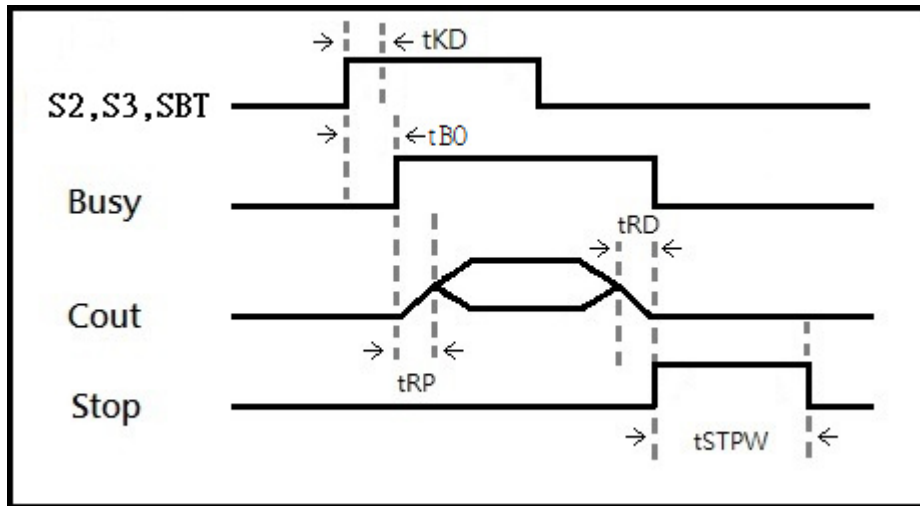 tKD
S2,S3,SBT
tB0
Busy
tRD
Cout
tRP
Stop
tSTPW